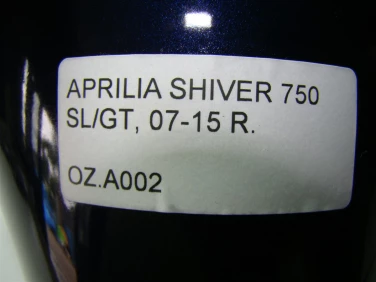 APRILIA SHIVER 750
SL/GT, 07-15 R.
OZ.A002